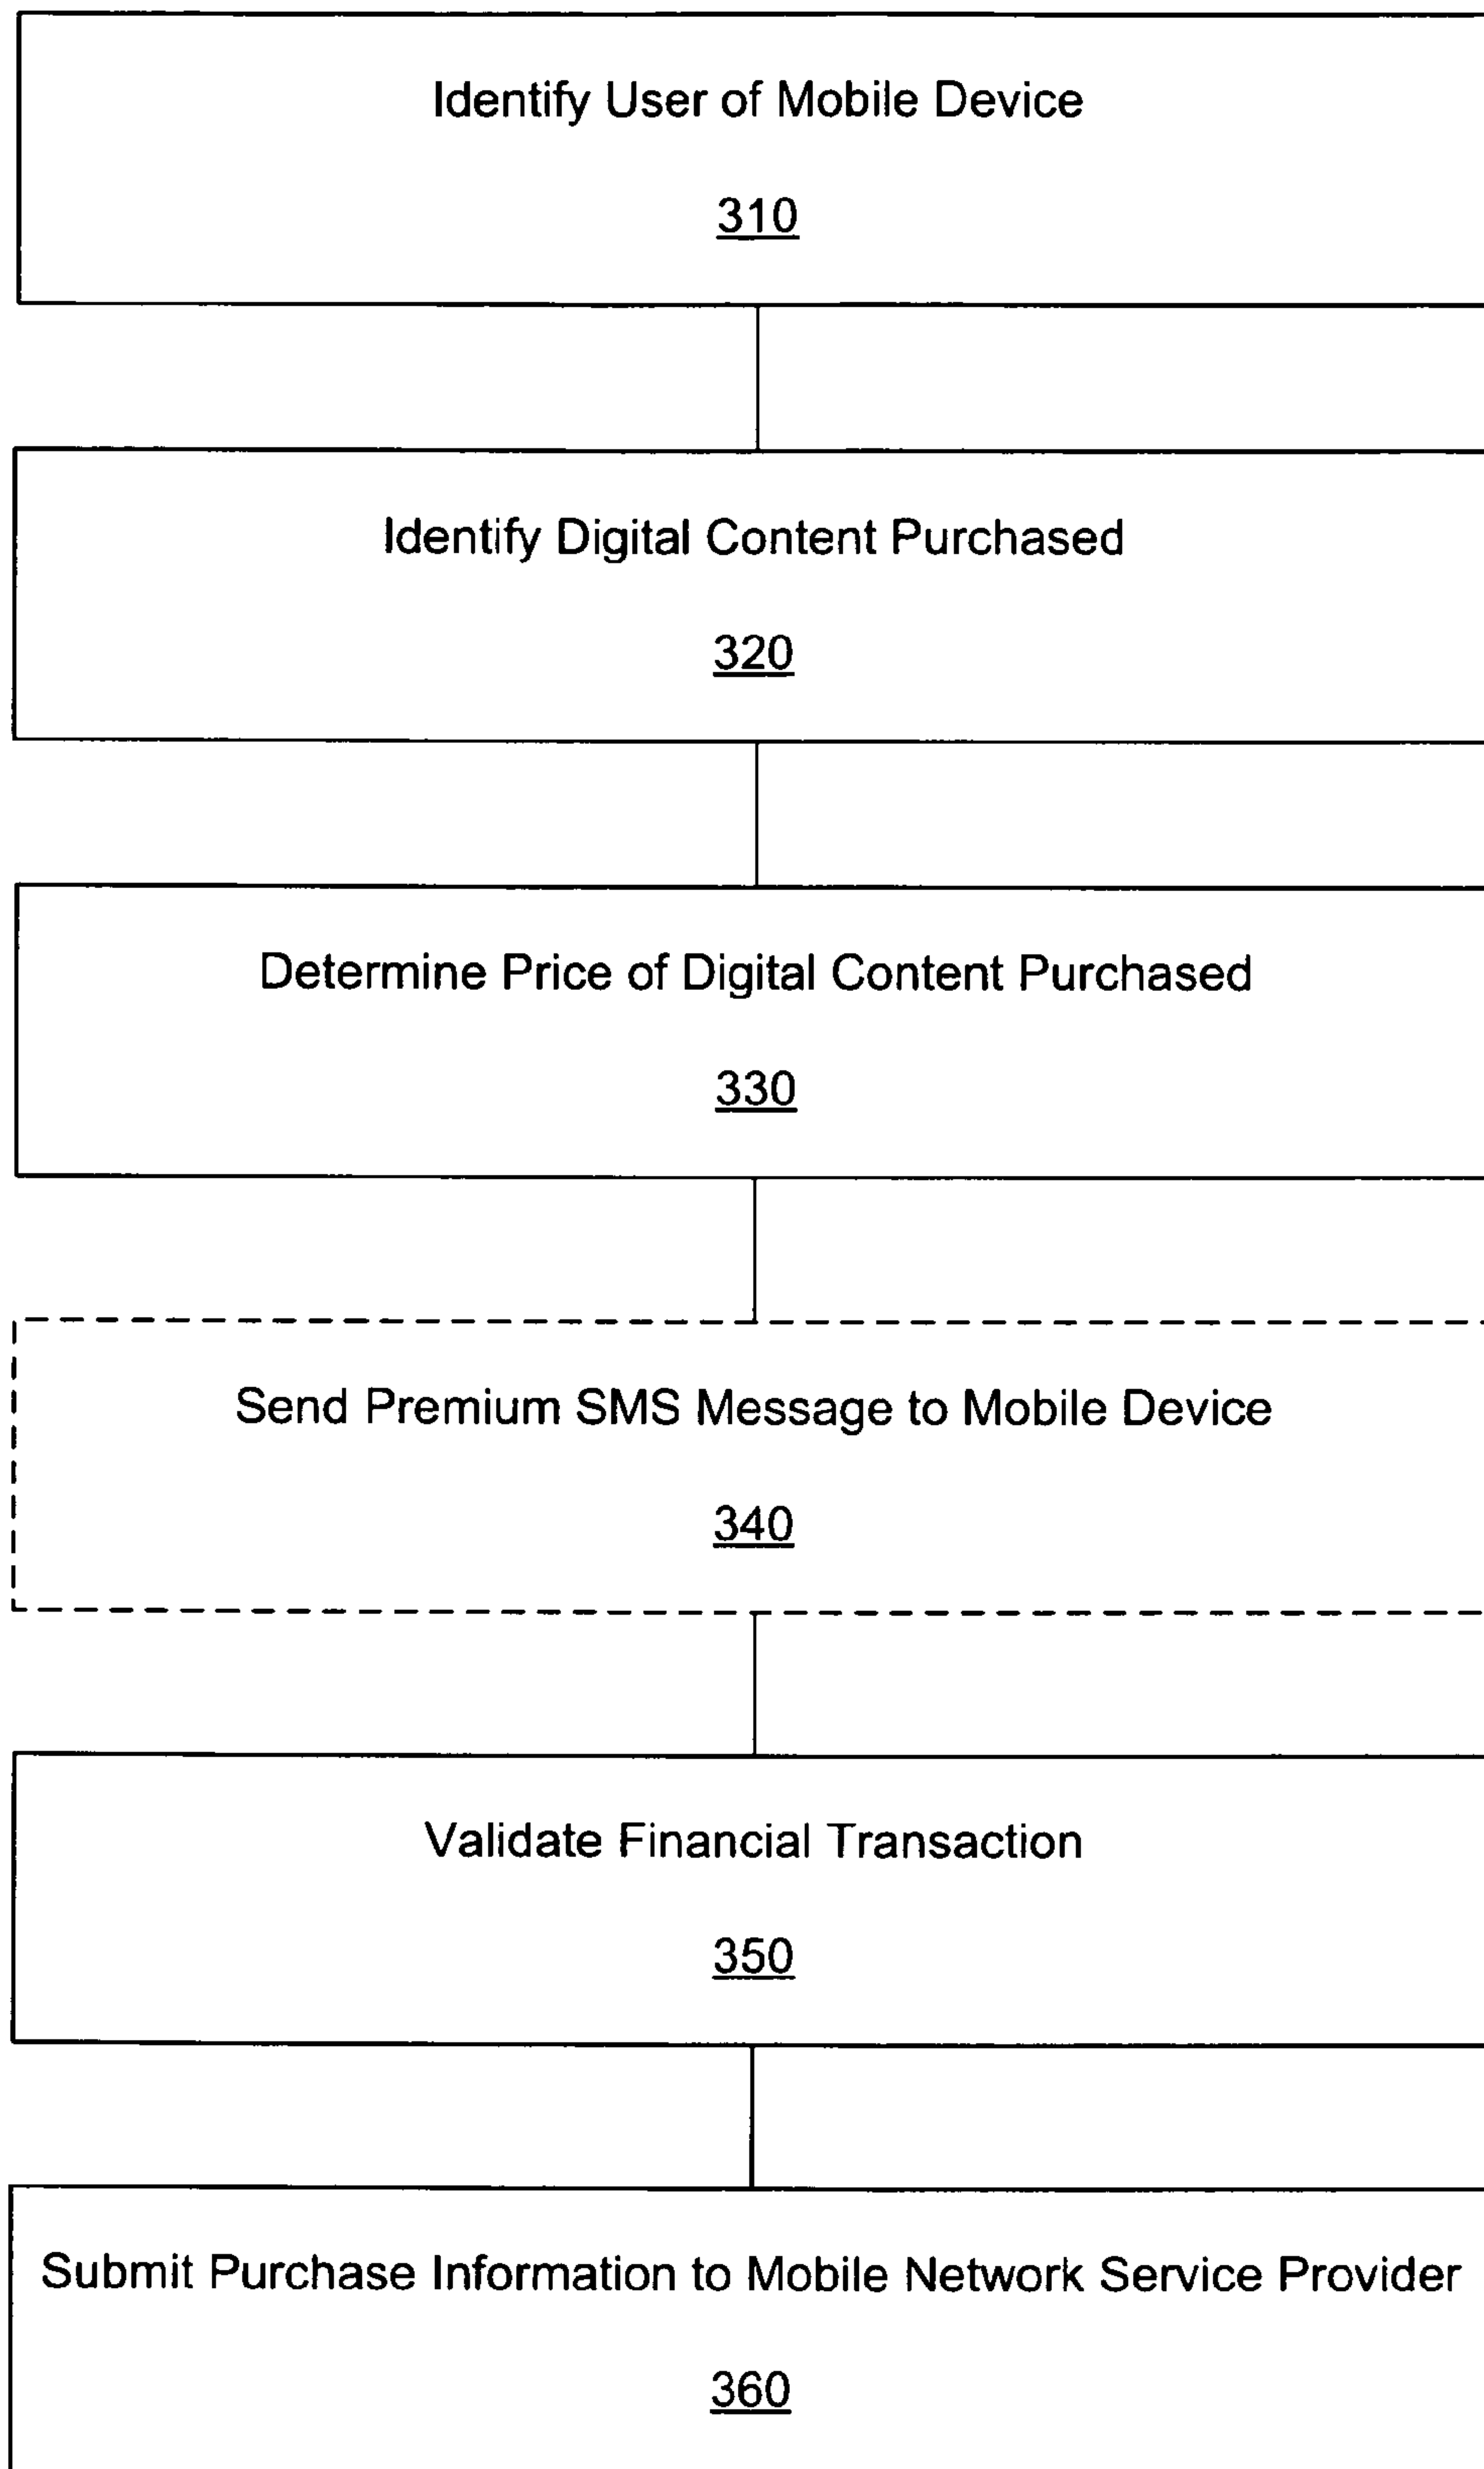 Identify User of Mobile Device
310
Identify Digital Content Purchased
320
Determine Price of Digital Content Purchased
330
Send Premium SMS Message to Mobile Device
340
Validate Financial Transaction
350
Submit Purchase Information to Mobile Network Service Provider
360